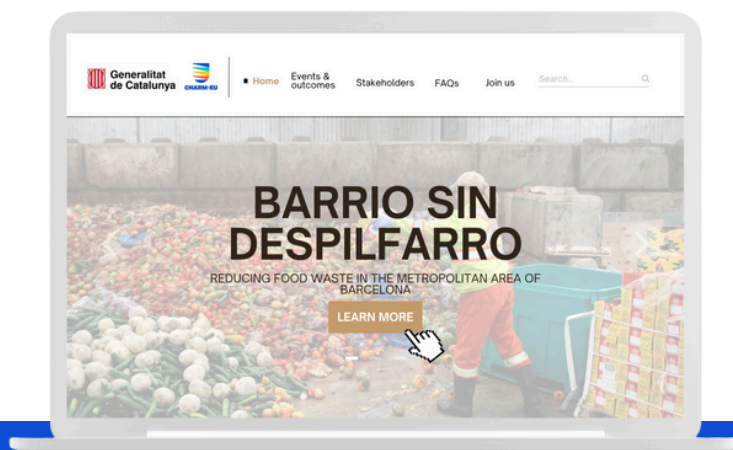 Generalitat
de Catalunya
CHARM-EU
Home
Events &
outcomes
Stakeholders
FAQs
Join us
Search...
BARRIO SIN
DESPILFARRO
REDUCING FOOD WASTE IN THE METROPOLITAN AREA OF
BARCELONA
LEARN MORE